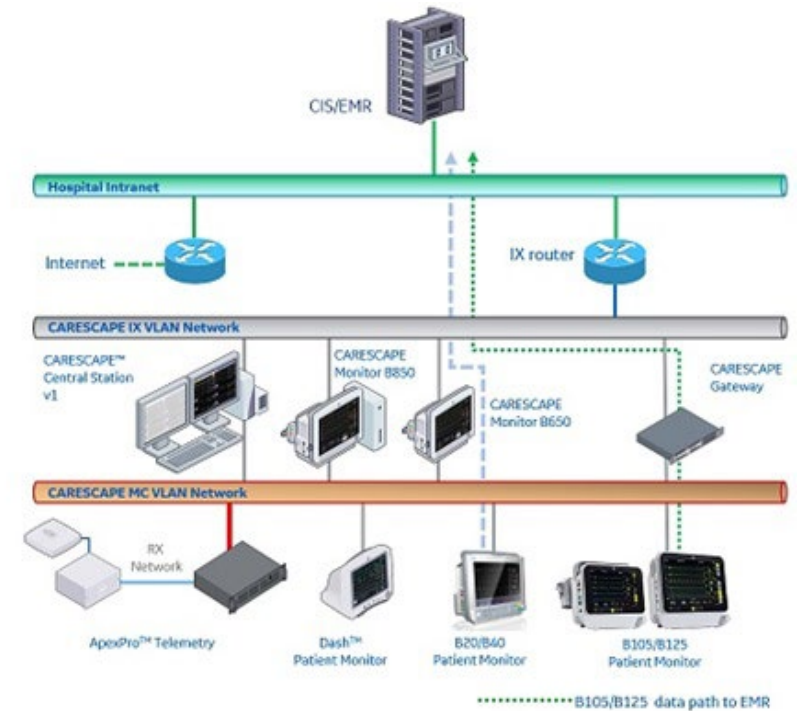 CIS/EMR
Hospital Intranet
Internet
IX router
CARESCAPE IX VLAN Network
CARESCAPE™
Central Station
v1
CARESCAPE
Monitor B850
CARESCAPE
Monitor B650
CARESCAPE
Gateway
CARESCAPE MC VLAN Network
RX
Network
ApexPro™ Telemetry
Dash™
Patient Monitor
B20/B40
Patient Monitor
B105/B125
Patient Monitor
B105/B125 data path to EMR